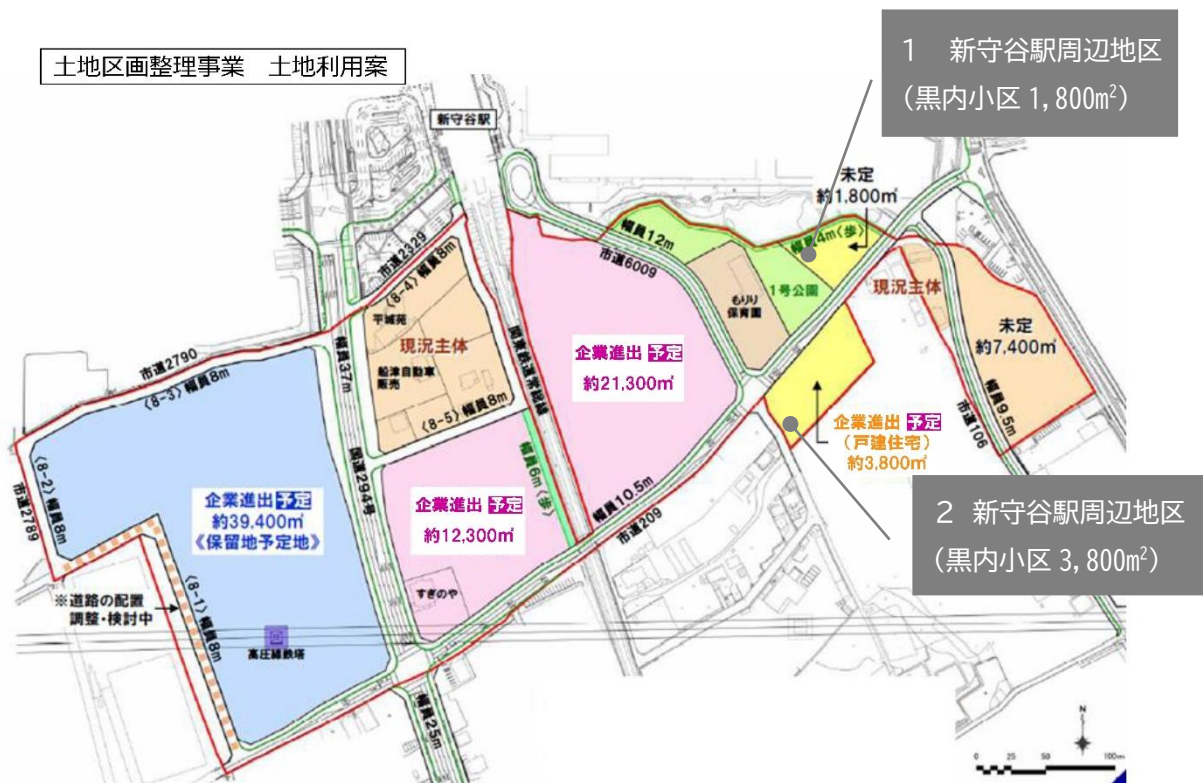 土地区画整理事業　土地利用案
1　新守谷駅周辺地区
（黒内小区 1,800m²）
新守谷駅
未定
約1,800㎡
幅員12m
幅員4m(歩)
市道2329
市道6009
(8-4) 幅員8m
もりり
保育園
1号公園
現況主体
平城苑
現況主体
未定
約7,400㎡
企業進出 予定
約21,300㎡
関東鉄道常総線
幅員37m
船津自動車
販売
市道2790
(8-3) 幅員8m
(8-5) 幅員8m
幅員9.5m
市道106
企業進出 予定
（戸建住宅）
約3,800㎡
(8-2) 幅員8m
市道2789
国道294号
幅員6m(歩)
企業進出 予定
約39,400㎡
《保留地予定地》
企業進出 予定
約12,300㎡
幅員10.5m
市道209
2 新守谷駅周辺地区
（黒内小区 3,800m²）
すぎのや
※道路の配置
調整・検討中
(8-1) 幅員8m
高圧線鉄塔
幅員25m
N
0 25 50 100m